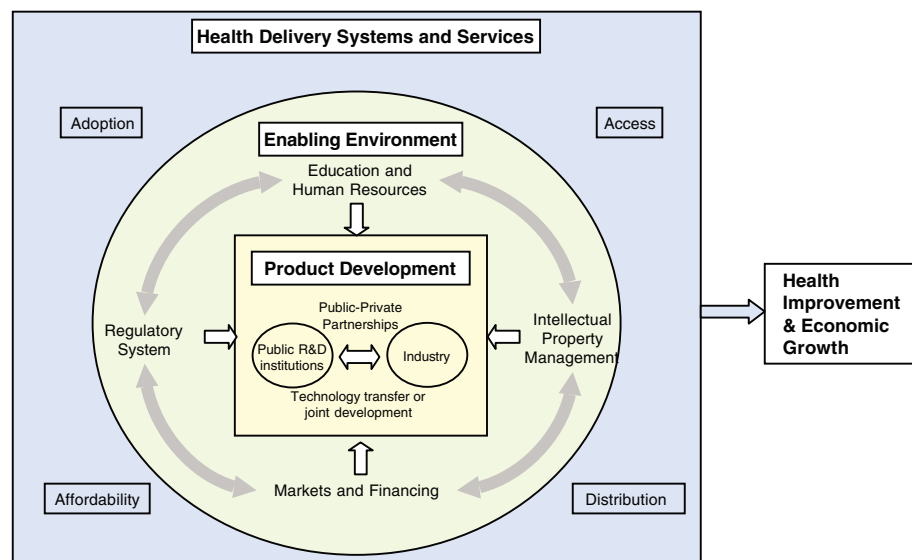 Health Delivery Systems and Services
Adoption
Access
Enabling Environment
Education and
Human Resources
Product Development
Public-Private
Partnerships
Public R&D
institutions
Industry
Technology transfer or
joint development
Regulatory
System
Intellectual
Property
Management
Markets and Financing
Affordability
Distribution
Health
Improvement
& Economic
Growth